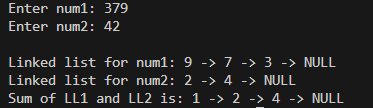 Enter num1: 379
Enter num2: 42
Linked list for num1: 9 -> 7 -> 3 -> NULL
Linked list for num2: 2 -> 4 -> NULL
Sum of LL1 and LL2 is: 1 -> 2 -> 4 -> NULL